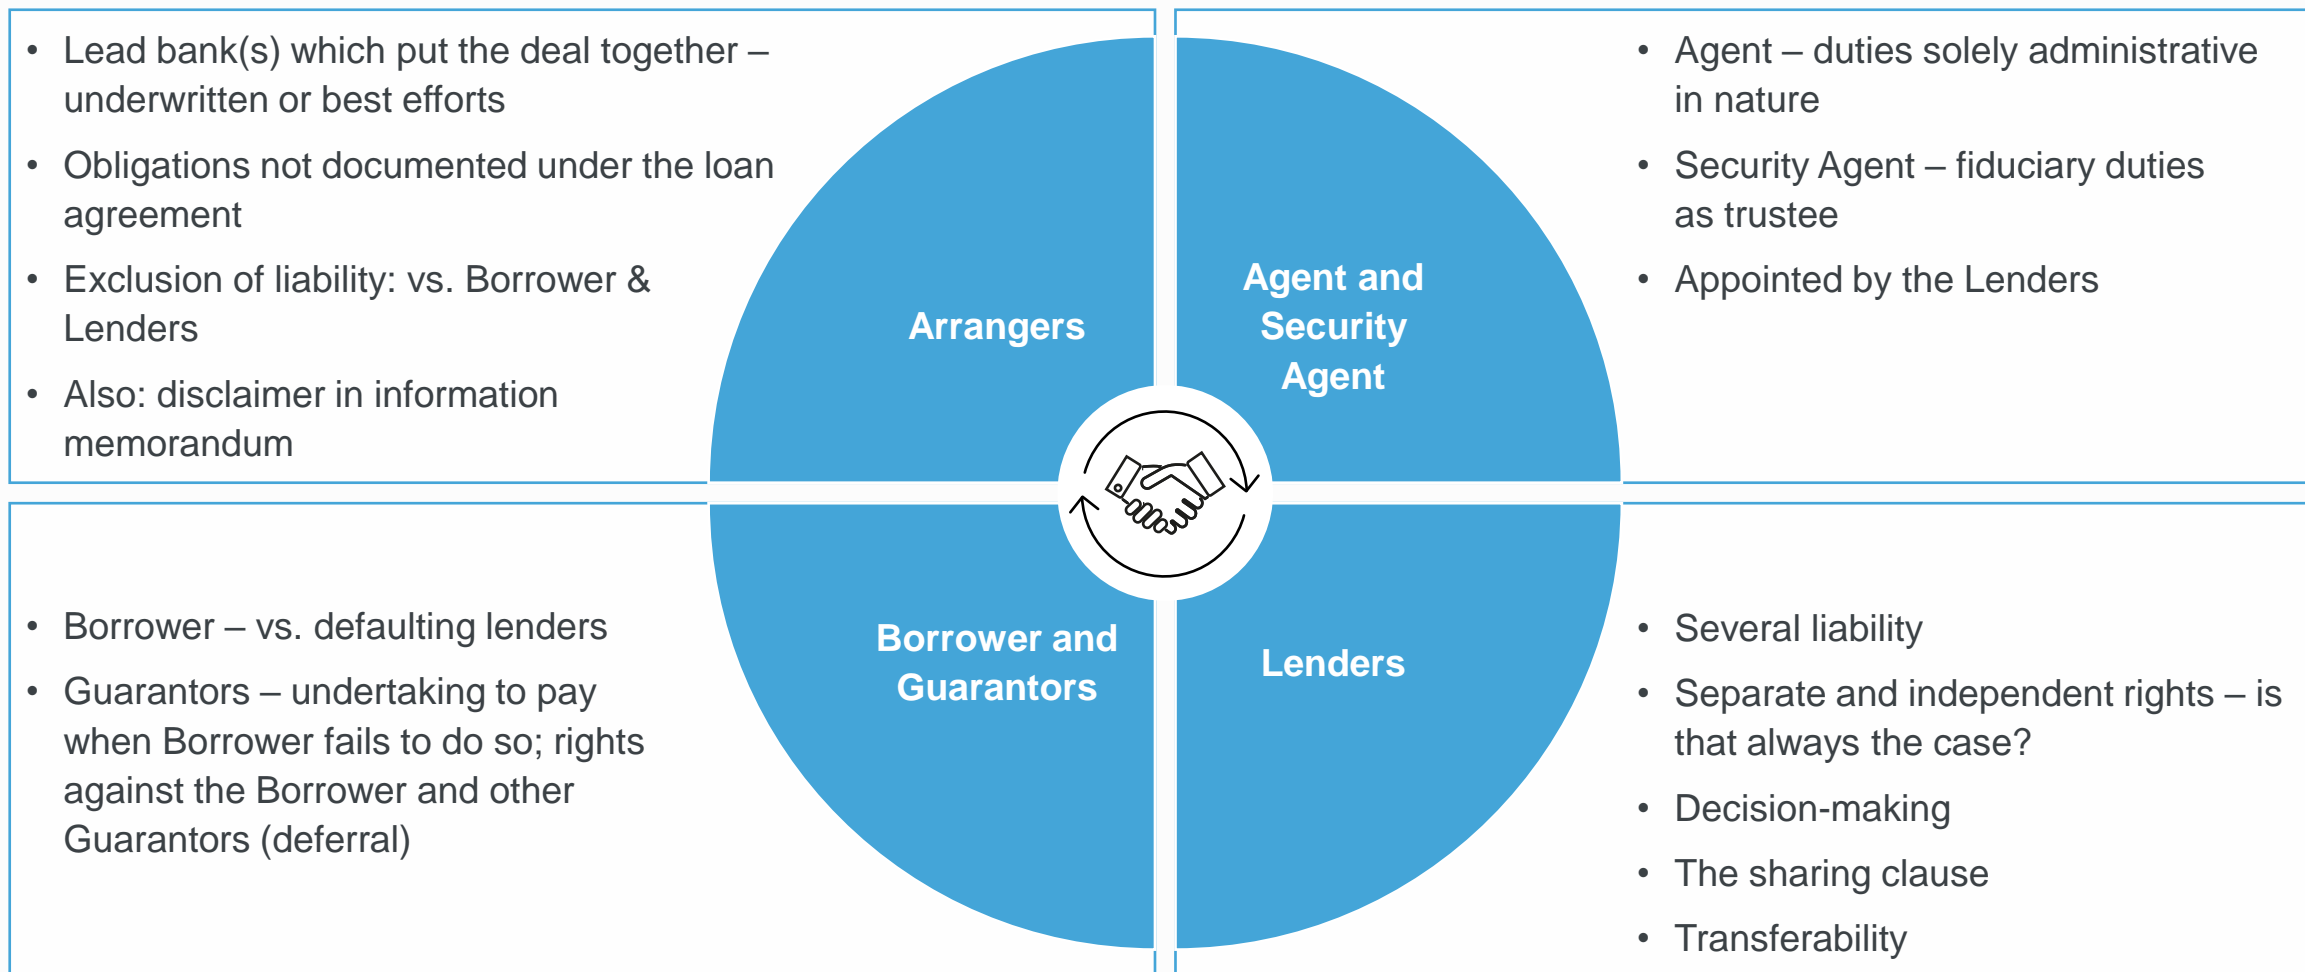 • Lead bank(s) which put the deal together –
underwritten or best efforts
• Obligations not documented under the loan
agreement
• Exclusion of liability: vs. Borrower &
Lenders
• Also: disclaimer in information
memorandum
Arrangers
Agent and
Security
Agent
• Agent – duties solely administrative
in nature
• Security Agent – fiduciary duties
as trustee
• Appointed by the Lenders
• Borrower – vs. defaulting lenders
• Guarantors – undertaking to pay
when Borrower fails to do so; rights
against the Borrower and other
Guarantors (deferral)
Borrower and
Guarantors
Lenders
• Several liability
• Separate and independent rights – is
that always the case?
• Decision-making
• The sharing clause
• Transferability